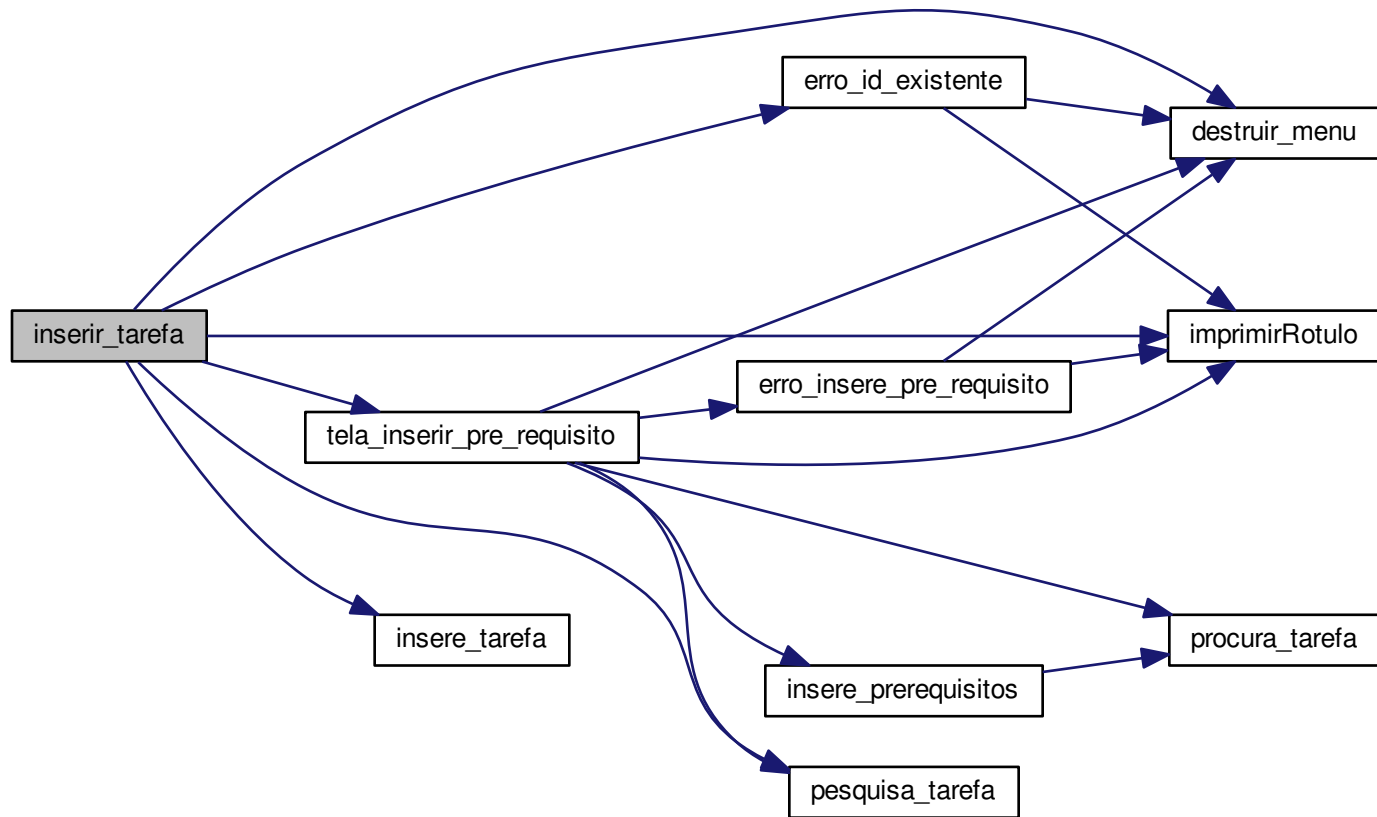 erro_id_existente
destruir_menu
inserir_tarefa
imprimirRotulo
erro_insere_pre_requisito
tela_inserir_pre_requisito
insere_tarefa
procura_tarefa
insere_prerequisitos
pesquisa_tarefa